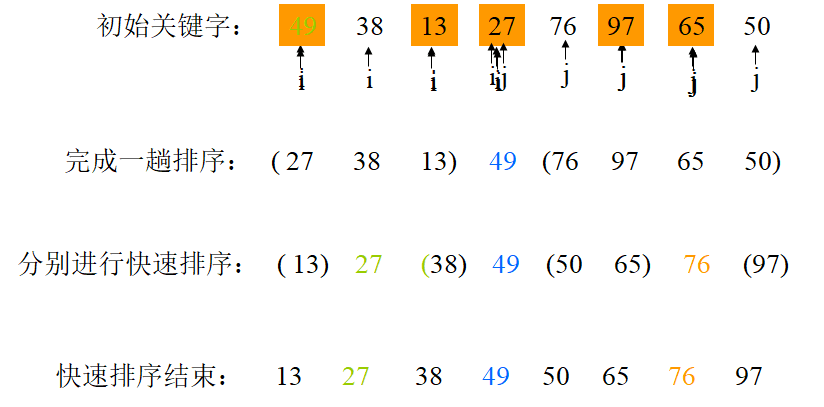 初始关键字： 49 38 13 27 76 97 65 50
i i i i j i j j j j
完成一趟排序： ( 27 38 13) 49 (76 97 65 50)
分别进行快速排序： ( 13) 27 (38) 49 (50 65) 76 (97)
快速排序结束： 13 27 38 49 50 65 76 97